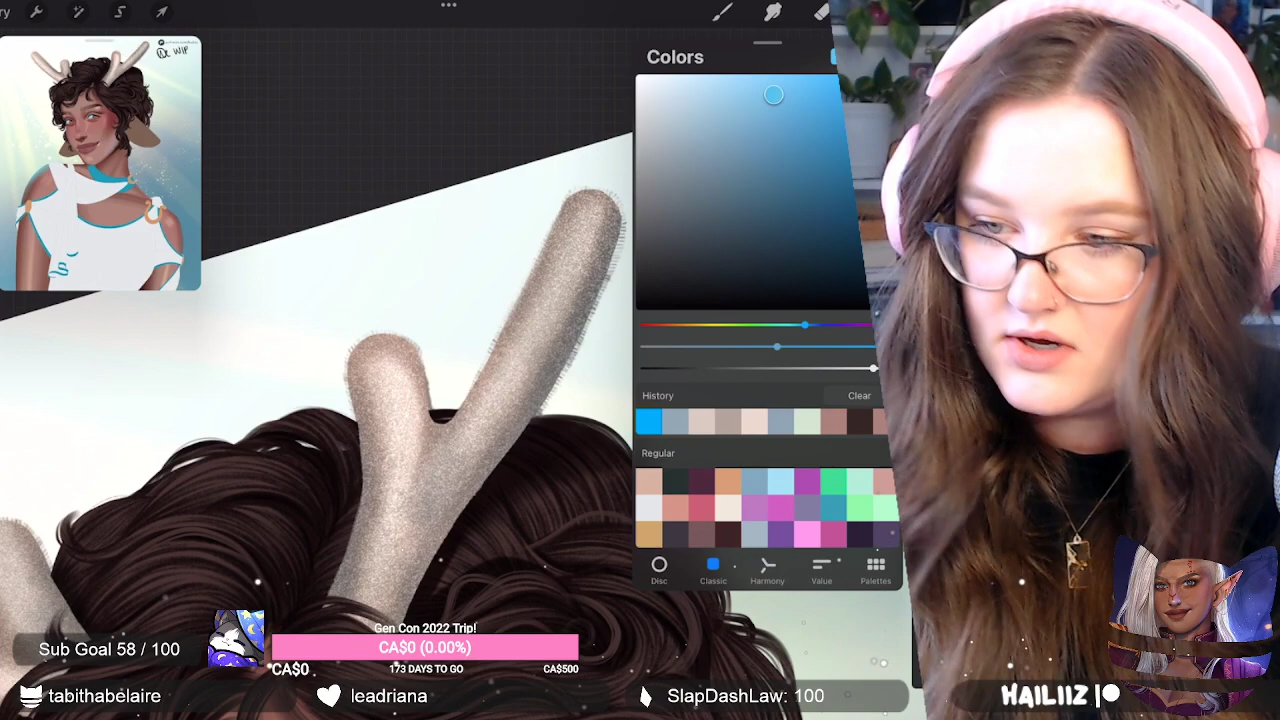 ry
WIP
Colors
History
Clear
Regular
Disc
Classic
Harmony
Value
Palettes
Gen Con 2022 Trip!
Sub Goal 58 / 100
CA$0 (0.00%)
CA$0
173 DAYS TO GO
CA$500
tabithabelaire
leadriana
SlapDashLaw: 100
HAILIIZ